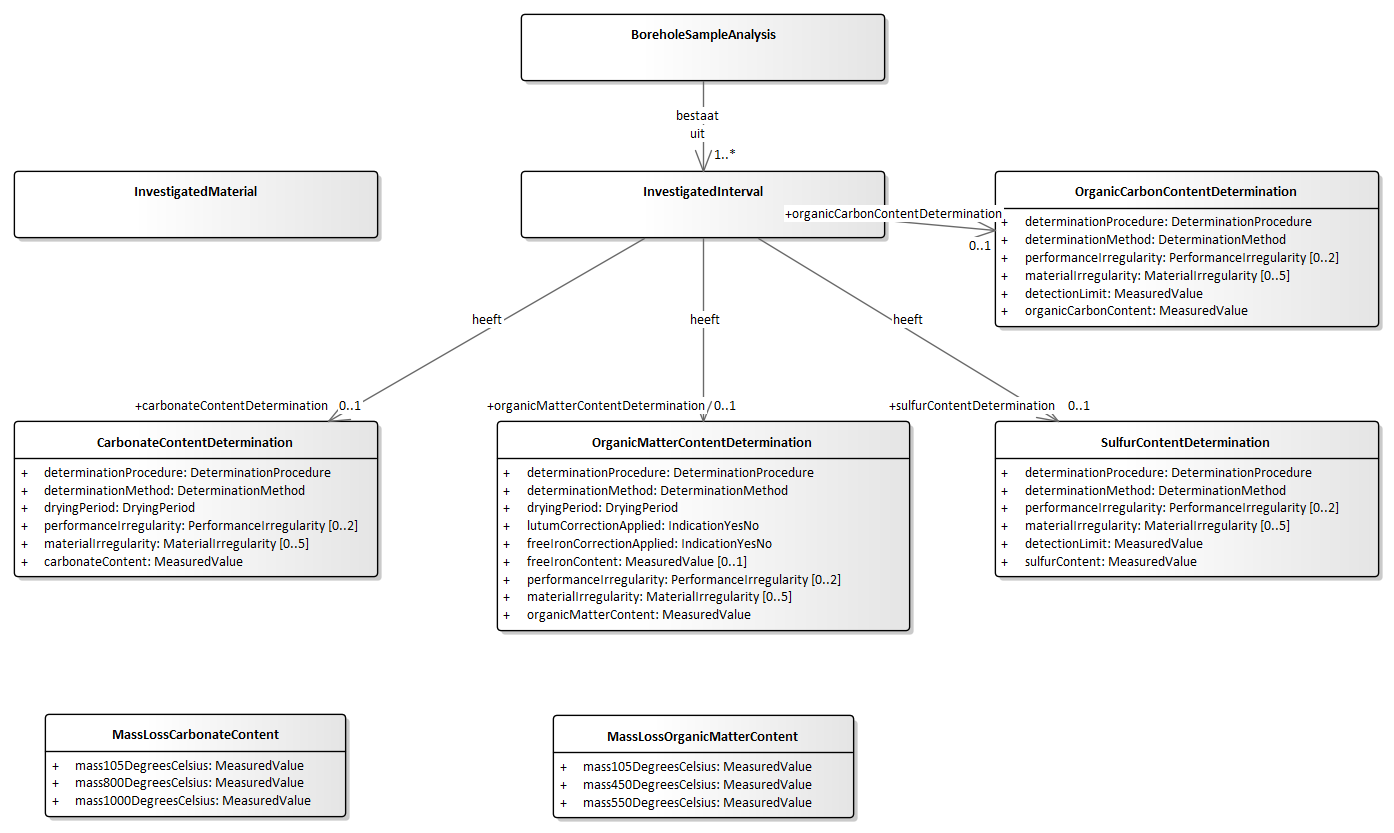 BoreholeSampleAnalysis
bestaat
uit
1..*
InvestigatedMaterial
InvestigatedInterval
+organicCarbonContentDetermination
0..1
OrganicCarbonContentDetermination
+ determinationProcedure: DeterminationProcedure
+ determinationMethod: DeterminationMethod
+ performanceIrregularity: PerformanceIrregularity [0..2]
+ materialIrregularity: MaterialIrregularity [0..5]
+ detectionLimit: MeasuredValue
+ organicCarbonContent: MeasuredValue
heeft
heeft
heeft
+carbonateContentDetermination 0..1
+organicMatterContentDetermination 0..1
+sulfurContentDetermination 0..1
CarbonateContentDetermination
+ determinationProcedure: DeterminationProcedure
+ determinationMethod: DeterminationMethod
+ dryingPeriod: DryingPeriod
+ performanceIrregularity: PerformanceIrregularity [0..2]
+ materialIrregularity: MaterialIrregularity [0..5]
+ carbonateContent: MeasuredValue
OrganicMatterContentDetermination
+ determinationProcedure: DeterminationProcedure
+ determinationMethod: DeterminationMethod
+ dryingPeriod: DryingPeriod
+ lutumCorrectionApplied: IndicationYesNo
+ freeIronCorrectionApplied: IndicationYesNo
+ freeIronContent: MeasuredValue [0..1]
+ performanceIrregularity: PerformanceIrregularity [0..2]
+ materialIrregularity: MaterialIrregularity [0..5]
+ organicMatterContent: MeasuredValue
SulfurContentDetermination
+ determinationProcedure: DeterminationProcedure
+ determinationMethod: DeterminationMethod
+ performanceIrregularity: PerformanceIrregularity [0..2]
+ materialIrregularity: MaterialIrregularity [0..5]
+ detectionLimit: MeasuredValue
+ sulfurContent: MeasuredValue
MassLossCarbonateContent
+ mass105DegreesCelsius: MeasuredValue
+ mass800DegreesCelsius: MeasuredValue
+ mass1000DegreesCelsius: MeasuredValue
MassLossOrganicMatterContent
+ mass105DegreesCelsius: MeasuredValue
+ mass450DegreesCelsius: MeasuredValue
+ mass550DegreesCelsius: MeasuredValue